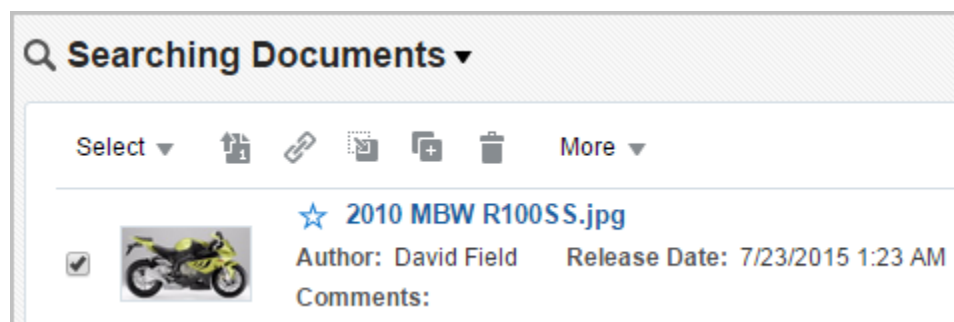 Searching Documents
Select More
2010 MBW R100SS.jpg
Author: David Field Release Date: 7/23/2015 1:23 AM
Comments: